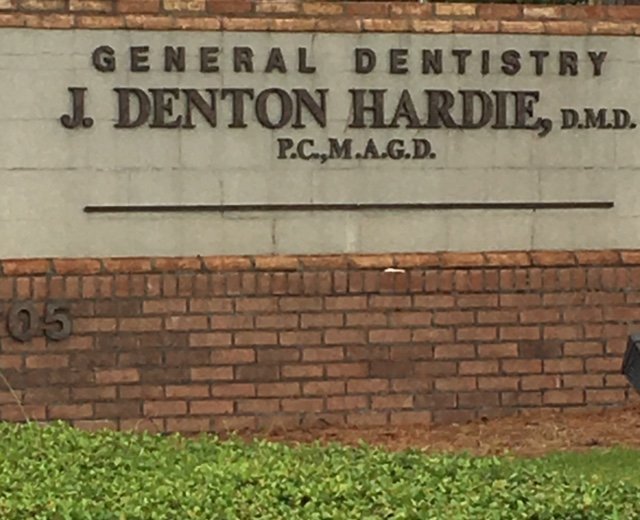 GENERAL DENTISTRY
J. DENTON HARDIE, D.M.D.
P.C.,M.A.G.D.
05